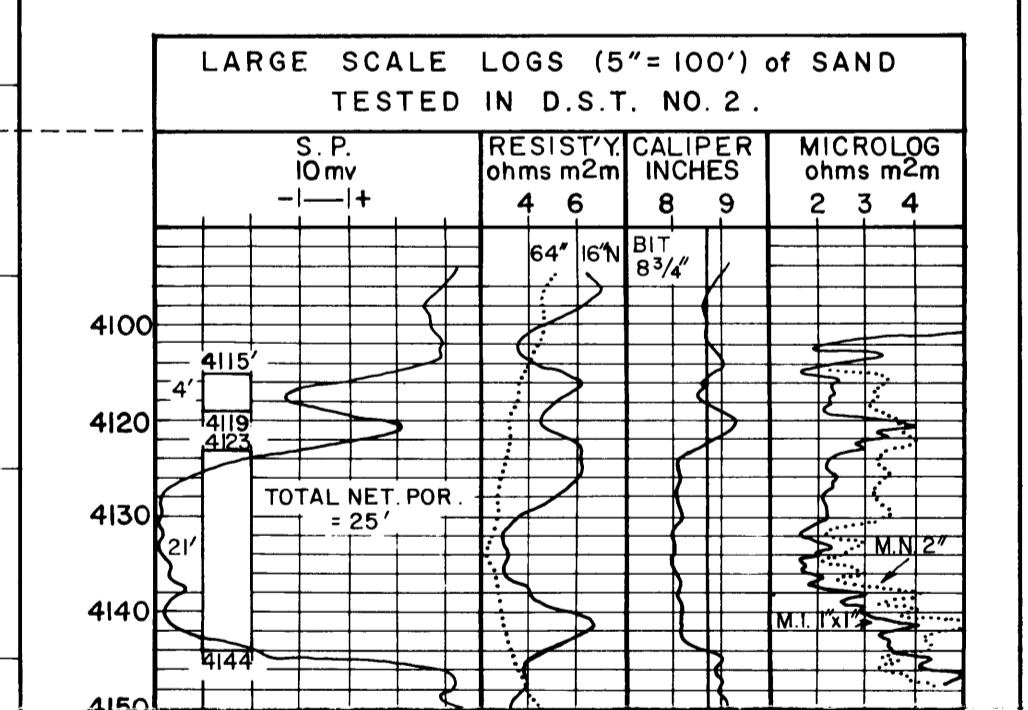 LARGE SCALE LOGS (5"= 100') of SAND
TESTED IN D.S.T. NO. 2.
S. P.
10 mv
- +
RESIST'Y.
ohms m2m
4 6
CALIPER
INCHES
8 9
MICROLOG
ohms m2m
2 3 4
64" 16"N
BIT
8 3/4"
4100
4115'
4'
4119
4120
4123
TOTAL NET. POR.
= 25'
4130
21'
M.N. 2"
4140
M.I. 1"x1"
4144
4150